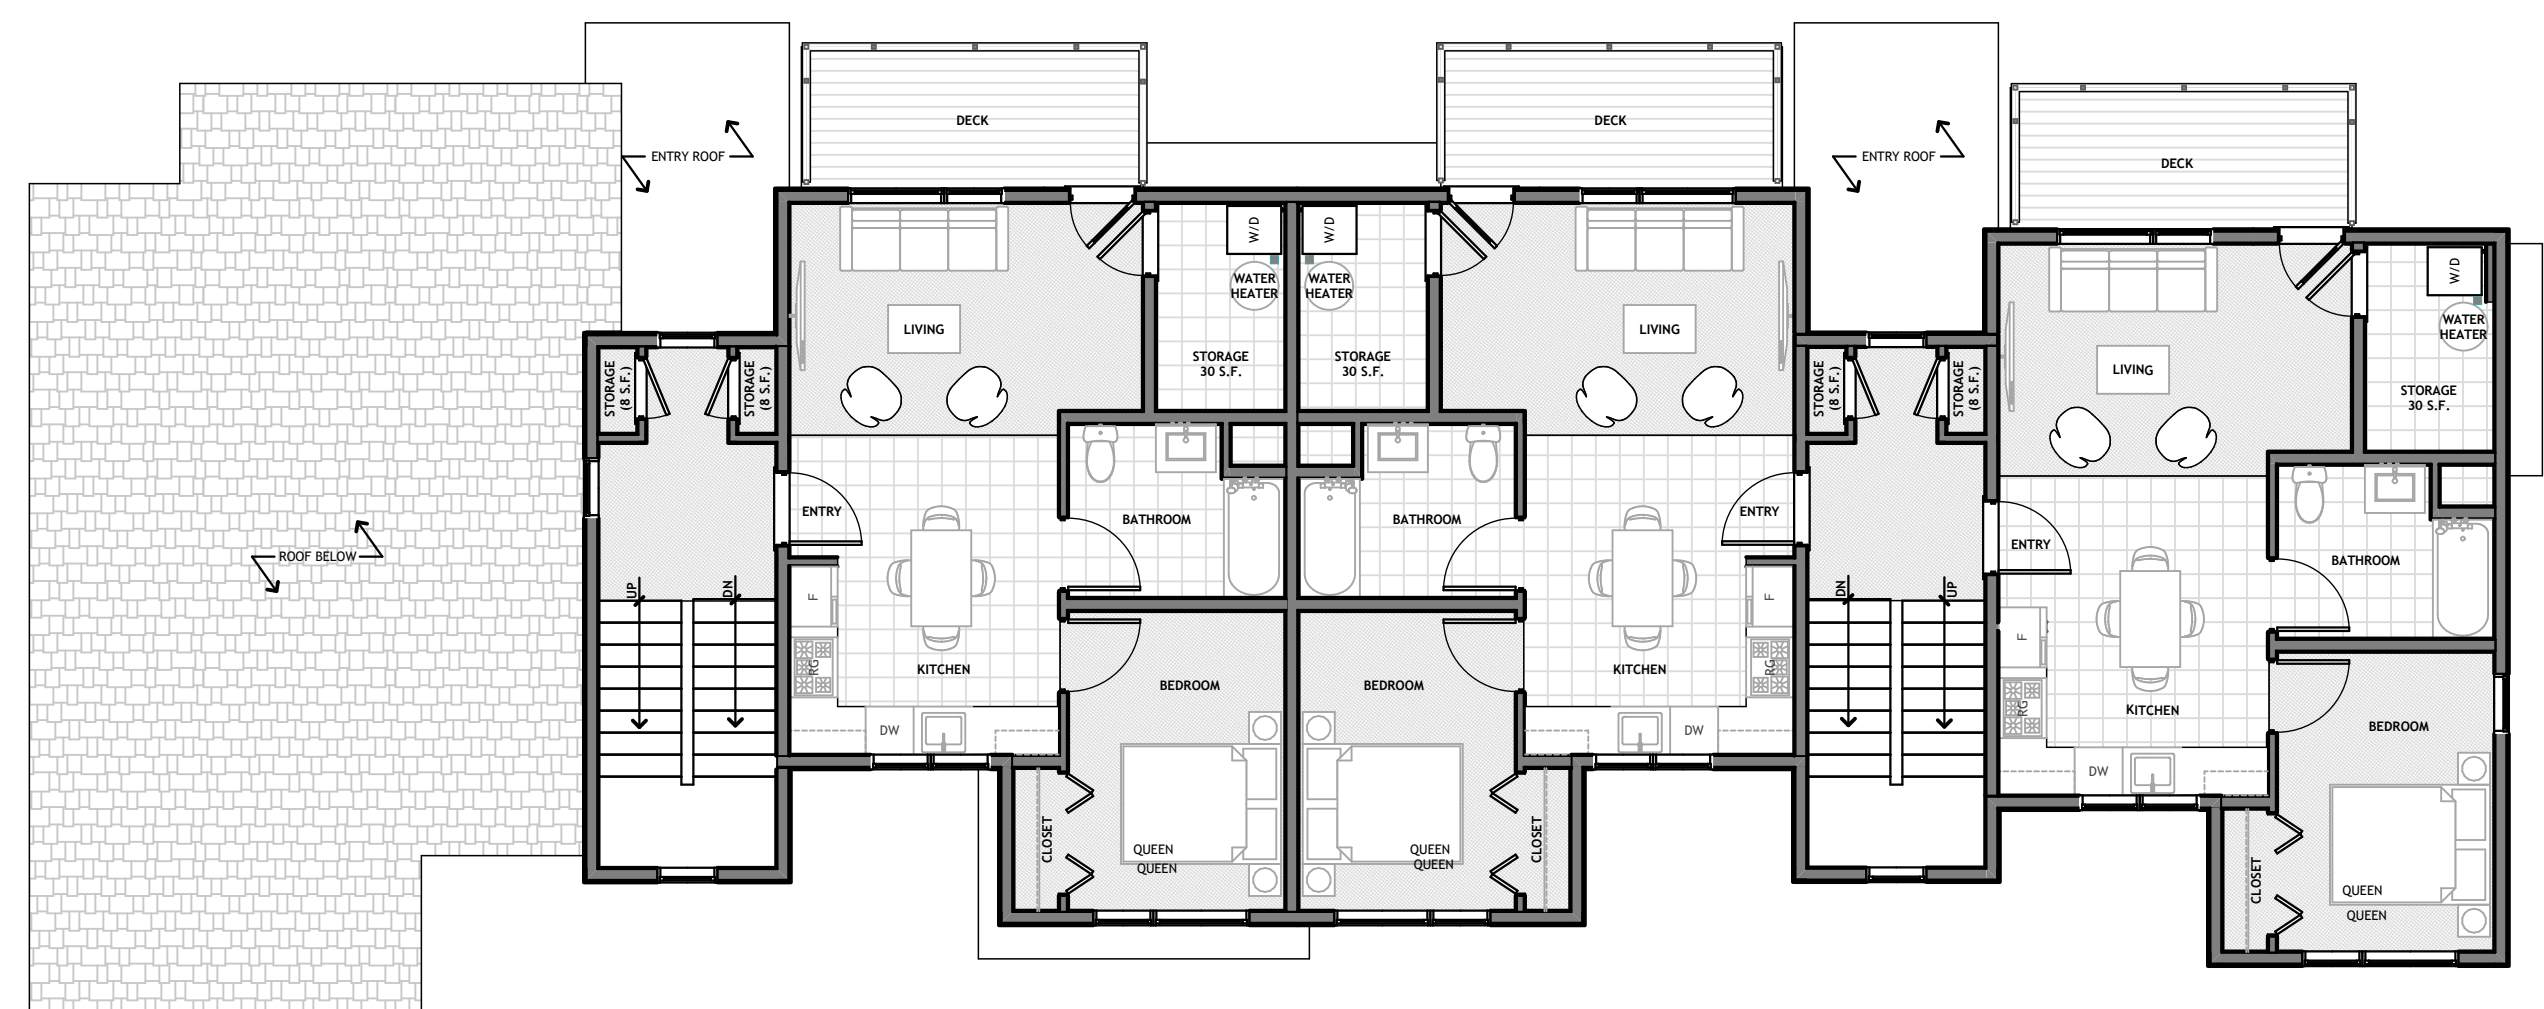 DECK
DECK
DECK
ENTRY ROOF
ENTRY ROOF
W/D
WATER
HEATER
W/D
WATER
HEATER
W/D
WATER
HEATER
LIVING
LIVING
LIVING
STORAGE
30 S.F.
STORAGE
30 S.F.
STORAGE
30 S.F.
STORAGE
(8 S.F.)
STORAGE
(8 S.F.)
STORAGE
(8 S.F.)
STORAGE
(8 S.F.)
ENTRY
BATHROOM
BATHROOM
ENTRY
ENTRY
BATHROOM
ROOF BELOW
UP
DN
DN
UP
F
F
F
RG
RG
RG
KITCHEN
KITCHEN
KITCHEN
BEDROOM
BEDROOM
BEDROOM
DW
DW
DW
CLOSET
QUEEN
QUEEN
QUEEN
QUEEN
CLOSET
CLOSET
QUEEN
QUEEN